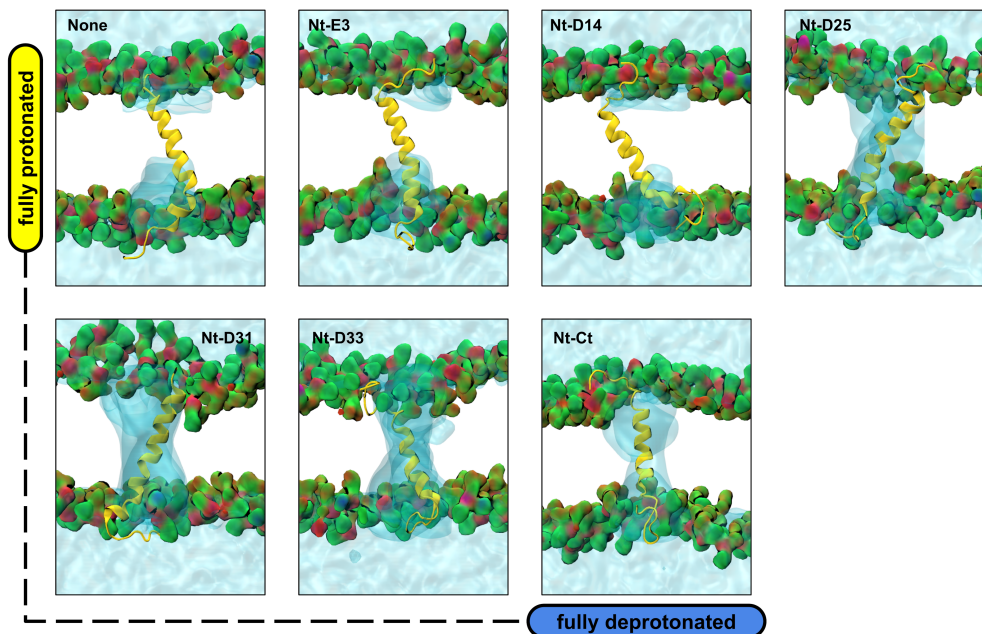 None
Nt-E3
Nt-D14
Nt-D25
fully protonated
Nt-D31
Nt-D33
Nt-Ct
fully deprotonated